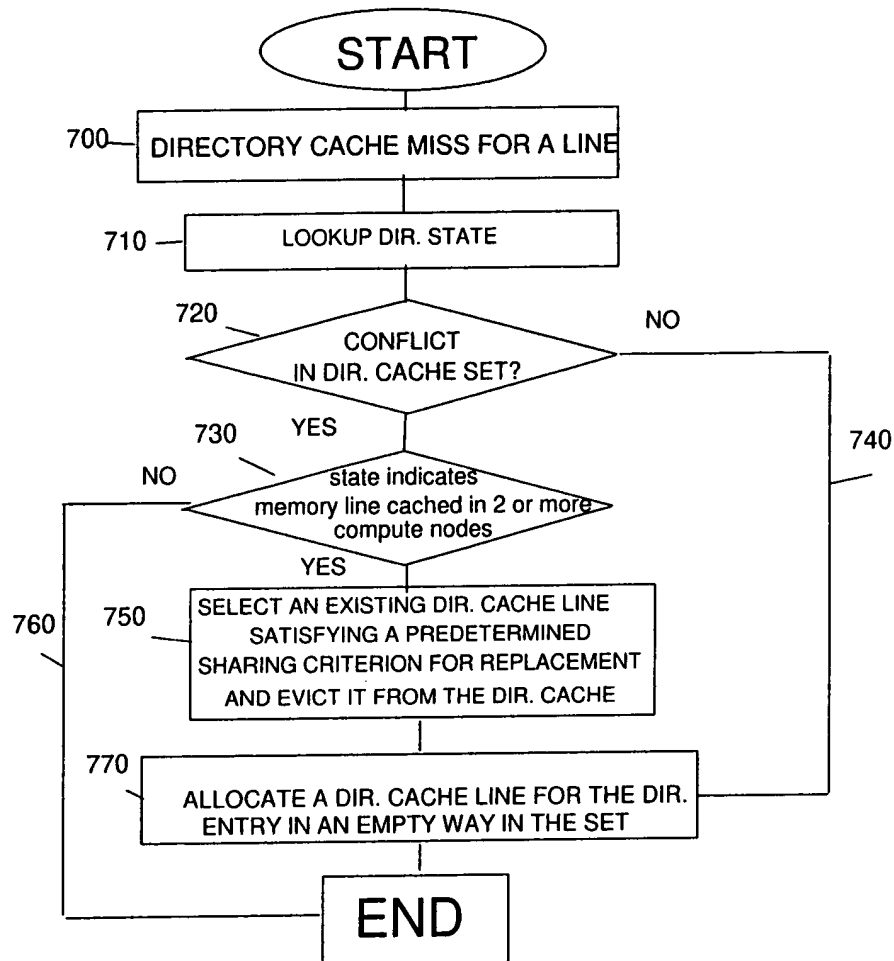 START
700
DIRECTORY CACHE MISS FOR A LINE
710
LOOKUP DIR. STATE
720
CONFLICT
IN DIR. CACHE SET?
NO
YES
730
740
NO
state indicates
memory line cached in 2 or more
compute nodes
YES
760
750
SELECT AN EXISTING DIR. CACHE LINE
SATISFYING A PREDETERMINED
SHARING CRITERION FOR REPLACEMENT
AND EVICT IT FROM THE DIR. CACHE
770
ALLOCATE A DIR. CACHE LINE FOR THE DIR.
ENTRY IN AN EMPTY WAY IN THE SET
END